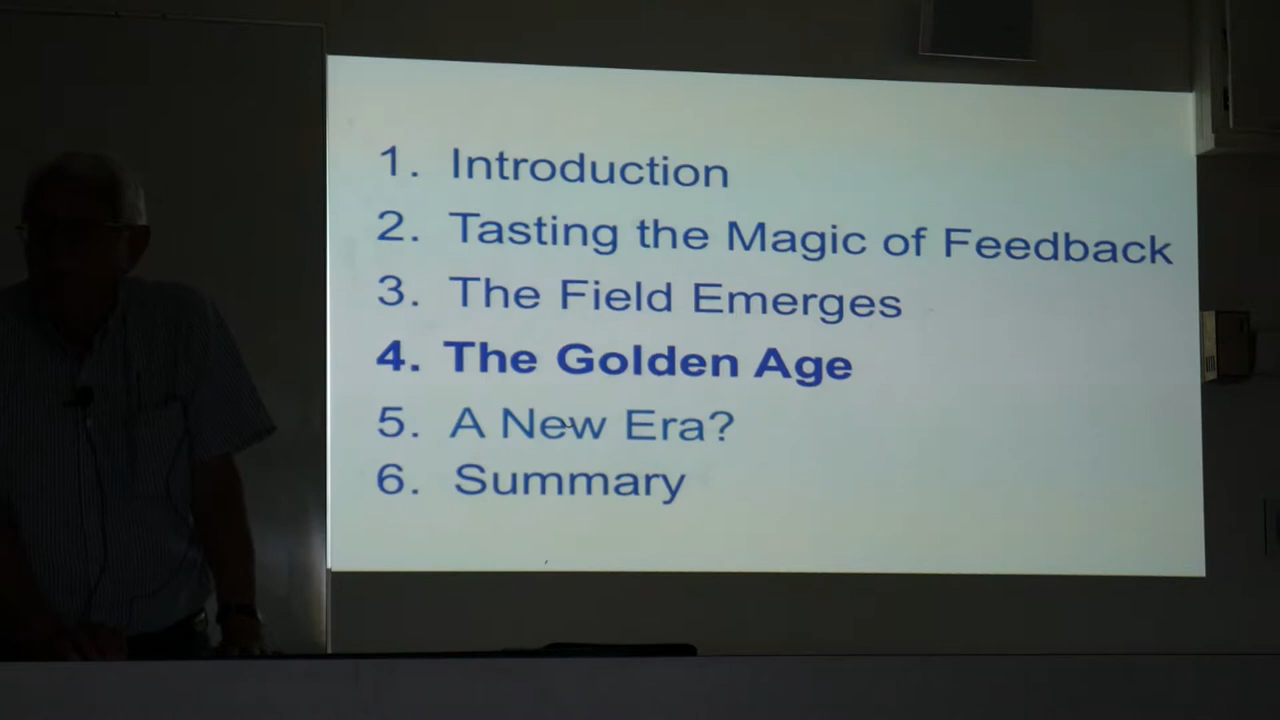 1. Introduction
2. Tasting the Magic of Feedback
3. The Field Emerges
4. The Golden Age
5. A New Era?
6. Summary